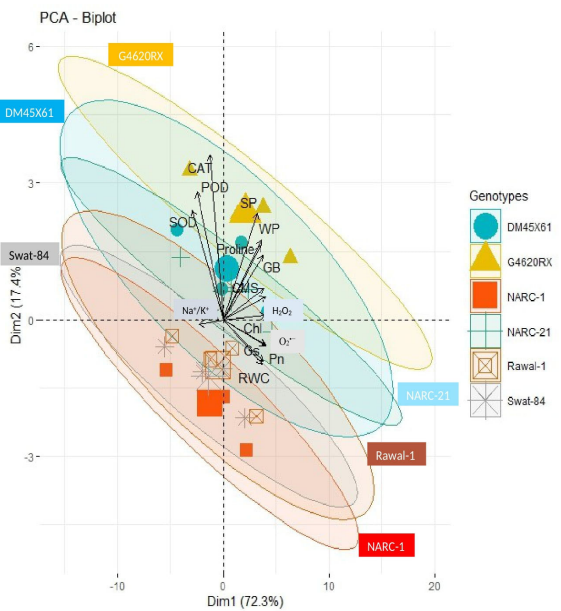 PCA - Biplot
6
3
0
-3
-10
0
10
20
Dim1 (72.3%)
Dim2 (17.4%
G4620RX
DM45X61
Swat-84
NARC-21
Rawal-1
NARC-1
CAT
POD
SOD
SP
WP
Proline
GB
CMS
Na⁺/K⁺
H₂O₂
Chl
O₂•⁻
Gs
Pn
RWC
Genotypes
DM45X61
G4620RX
NARC-1
NARC-21
Rawal-1
Swat-84